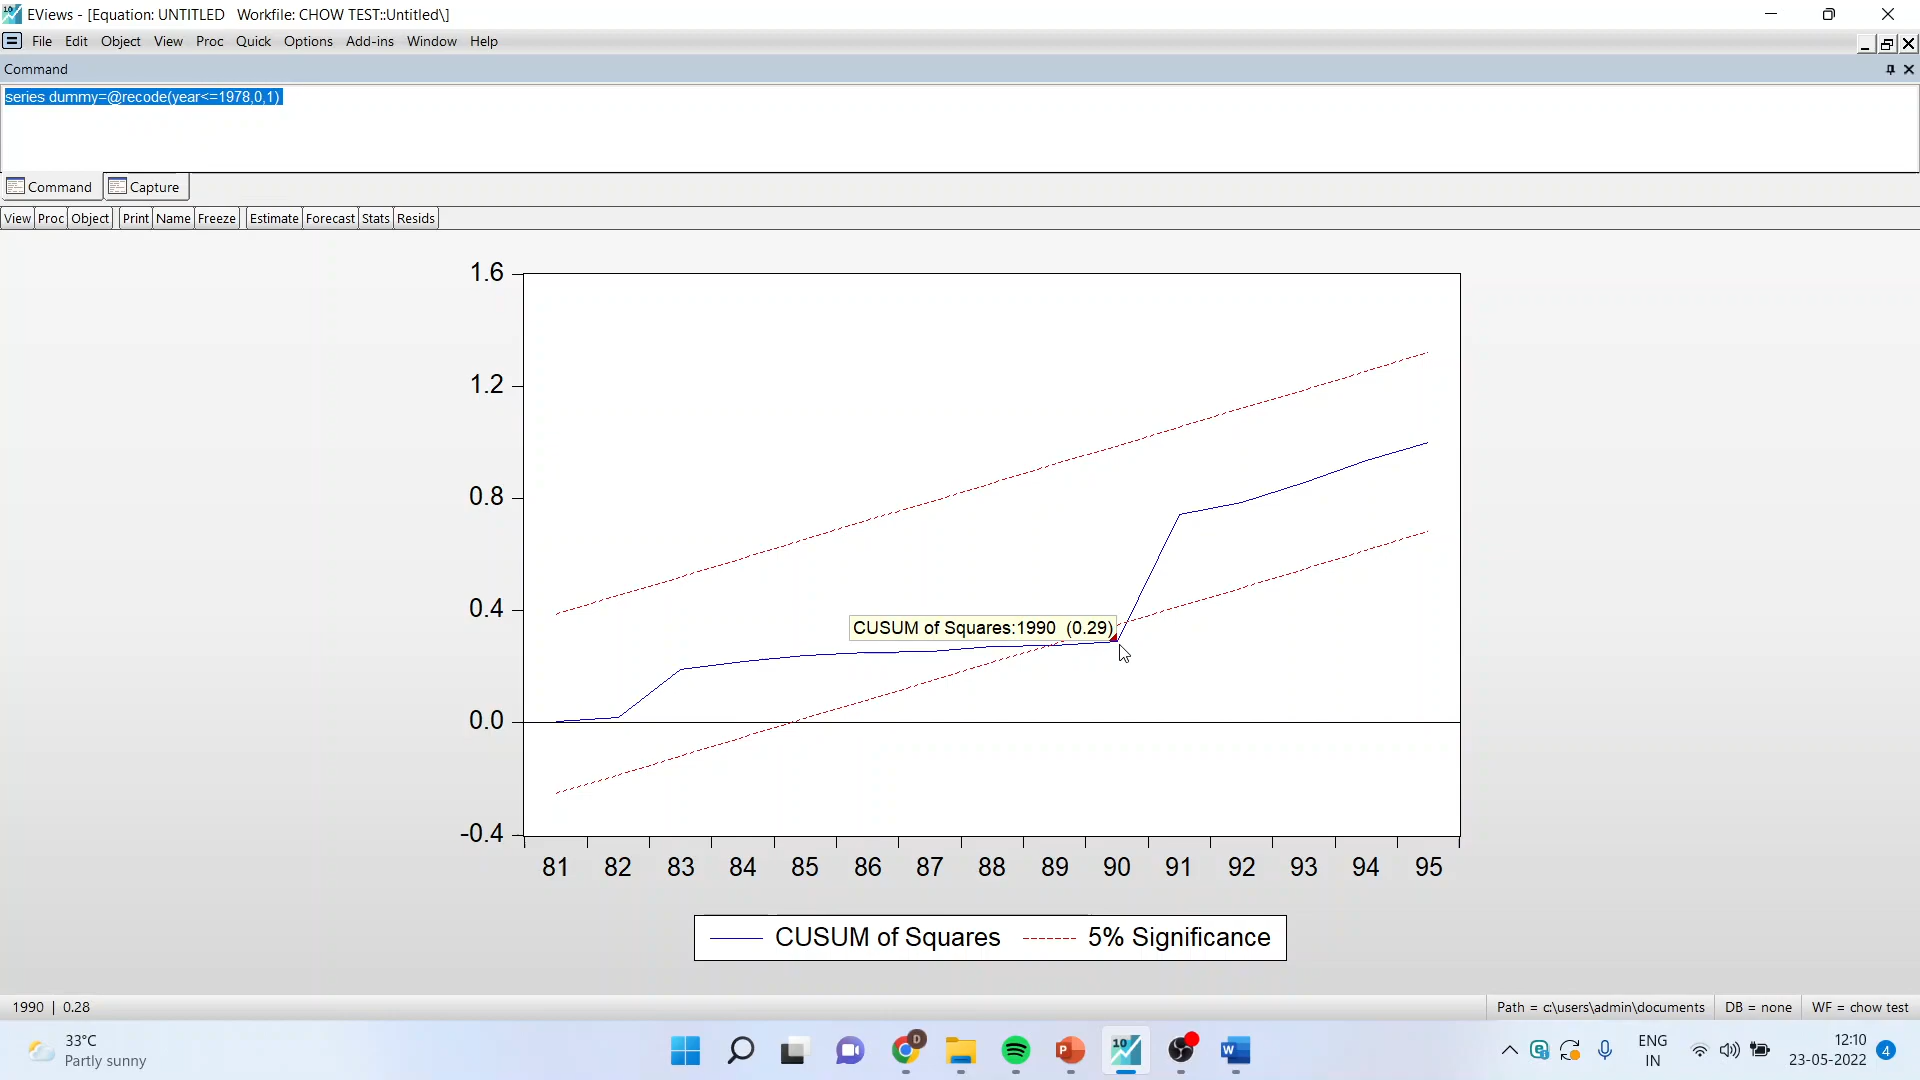 EViews - [Equation: UNTITLED   Workfile: CHOW TEST::Untitled\]
File Edit Object View Proc Quick Options Add-ins Window Help
Command
series dummy=@recode(year<=1978,0,1)
Command Capture
View Proc Object Print Name Freeze Estimate Forecast Stats Resids
1.6
1.2
0.8
0.4
CUSUM of Squares:1990  (0.29)
0.0
-0.4
81 82 83 84 85 86 87 88 89 90 91 92 93 94 95
CUSUM of Squares 5% Significance
1990 | 0.28 Path = c:\users\admin\documents DB = none WF = chow test
33°C
Partly sunny
ENG
IN
12:10
23-05-2022
4